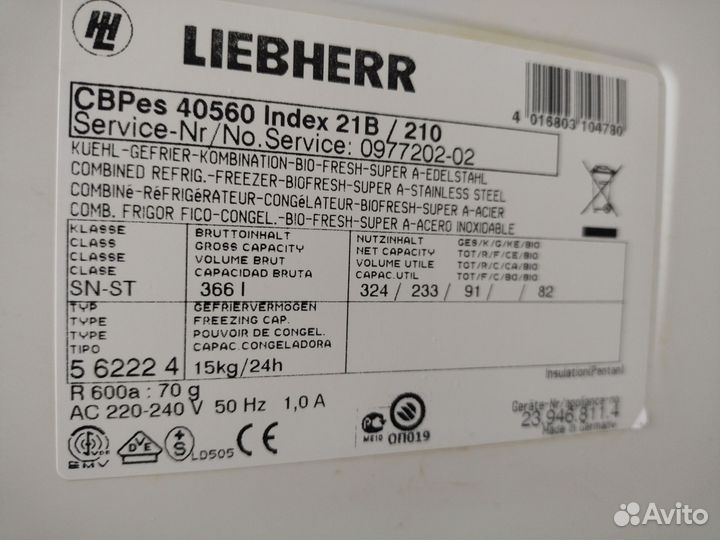 LIEBHERR
4 016803 104780
CBPes 40560 Index 21B / 210
Service-Nr/No.Service: 0977202-02
KUEHL-GEFRIER-KOMBINATION-BIO-FRESH-SUPER A-EDELSTAHL
COMBINED REFRIG.-FREEZER-BIOFRESH-SUPER A-STAINLESS STEEL
COMBINÉ-RÉFRIGÉRATEUR-CONGÉLATEUR-BIOFRESH-SUPER A-ACIER
COMB. FRIGOR FICO-CONGEL.-BIO-FRESH-SUPER A-ACERO INOXIDABLE
KLASSE BRUTTOINHALT NUTZINHALT GES/K/G/KE/BIO
CLASS GROSS CAPACITY NET CAPACITY TOT/R/F/CE/BIO
CLASSE VOLUME BRUT VOLUME UTILE TOT/R/C/CA/BIO
CLASE CAPACIDAD BRUTA CAPAC.UTIL TOT/R/F/C/BIO
SN-ST 366 l 324 / 233 / 91 / / 82
TYP GEFRIERVERMÖGEN
TYPE FREEZING CAP.
TYPE POUVOIR DE CONGEL.
TIPO CAPAC CONGELADORA
5 6222 4 15kg/24h
R 600a : 70 g Insulation(Pentan)
AC 220-240 V 50 Hz 1,0 A Geräte-Nr/appliance-no
23.946.811.4
Made in Germany
EMV VDE DVE S LD505 CE ME10 ОП019
Avito